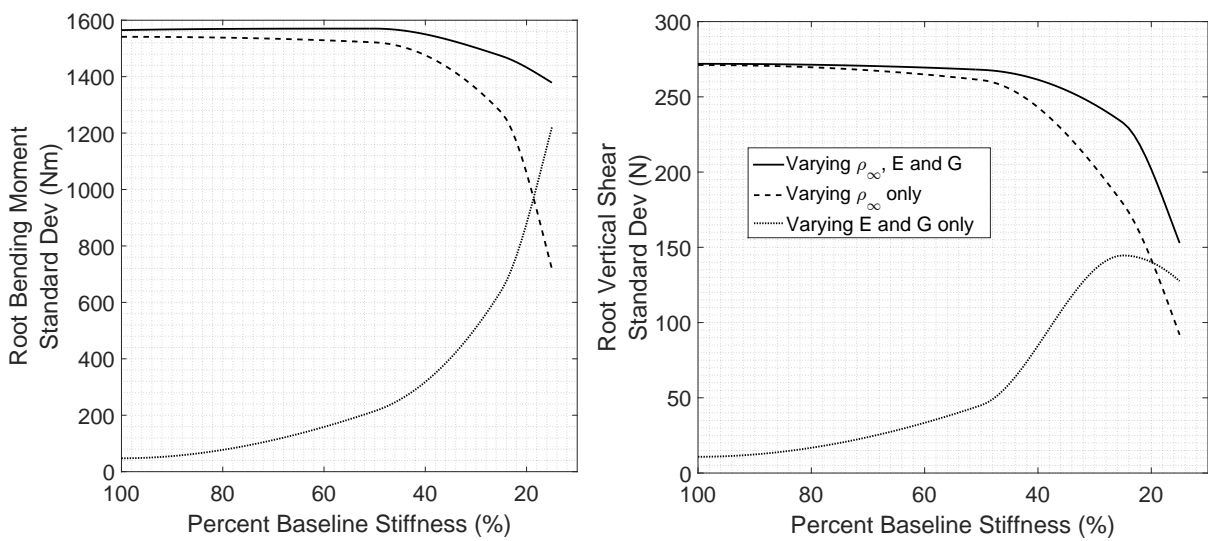 Root Bending Moment
Standard Dev (Nm)
1600
1400
1200
1000
800
600
400
200
0
100
80
60
40
20
Percent Baseline Stiffness (%)
Root Vertical Shear
Standard Dev (N)
300
250
200
150
100
50
0
Varying ρ∞, E and G
Varying ρ∞ only
Varying E and G only
100
80
60
40
20
Percent Baseline Stiffness (%)